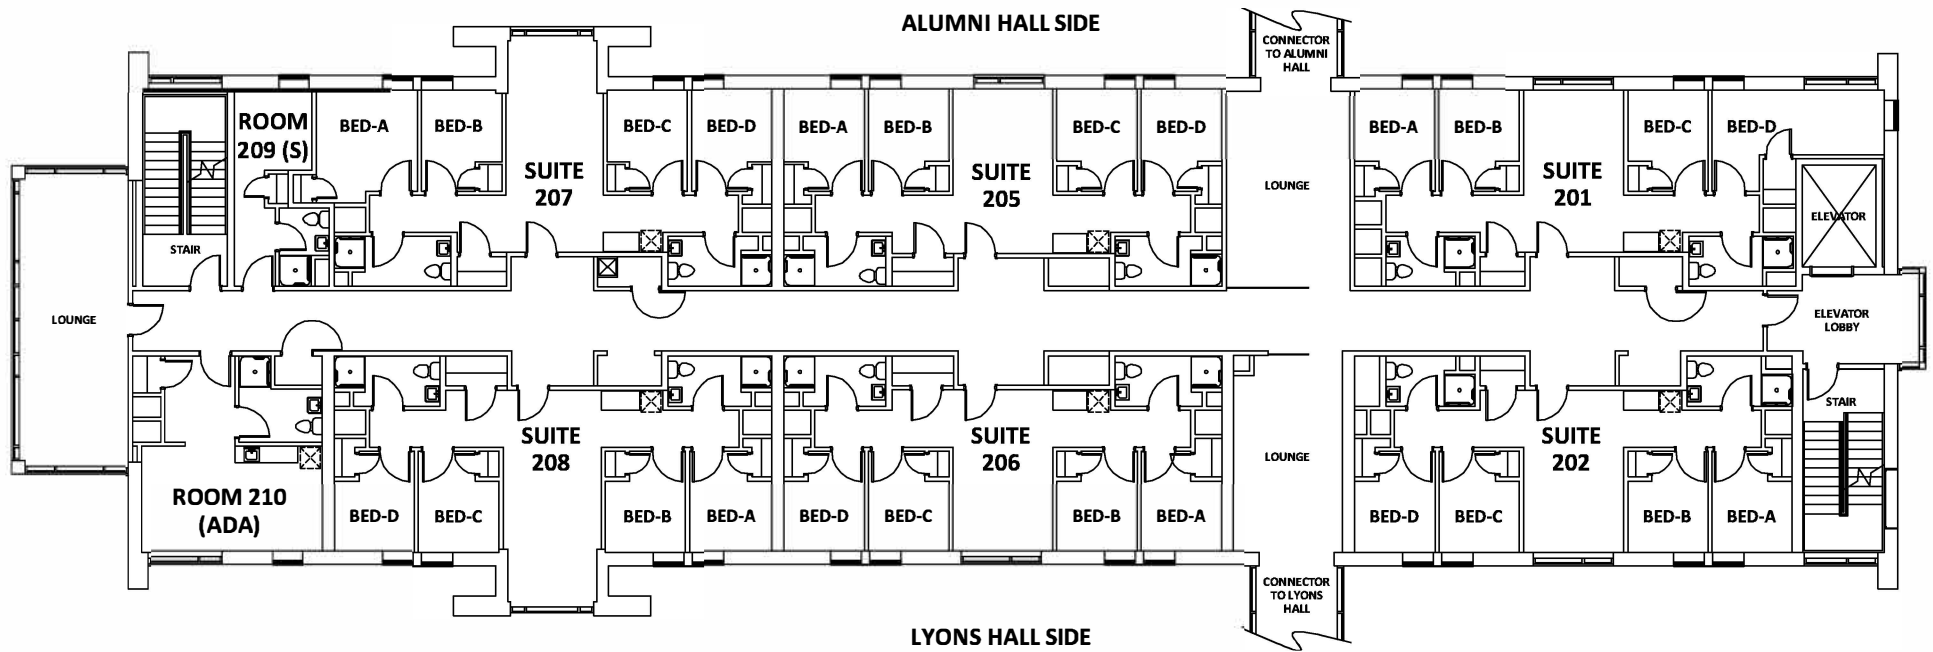 ALUMNI HALL SIDE
CONNECTOR
TO ALUMNI
HALL
ROOM
209 (S)
BED-A
BED-B
BED-C
BED-D
BED-A
BED-B
BED-C
BED-D
BED-A
BED-B
BED-C
BED-D
SUITE
207
SUITE
205
LOUNGE
SUITE
201
ELEVATOR
STAIR
LOUNGE
ELEVATOR
LOBBY
STAIR
SUITE
208
SUITE
206
LOUNGE
SUITE
202
ROOM 210
(ADA)
BED-D
BED-C
BED-B
BED-A
BED-D
BED-C
BED-B
BED-A
BED-D
BED-C
BED-B
BED-A
CONNECTOR
TO LYONS
HALL
LYONS HALL SIDE